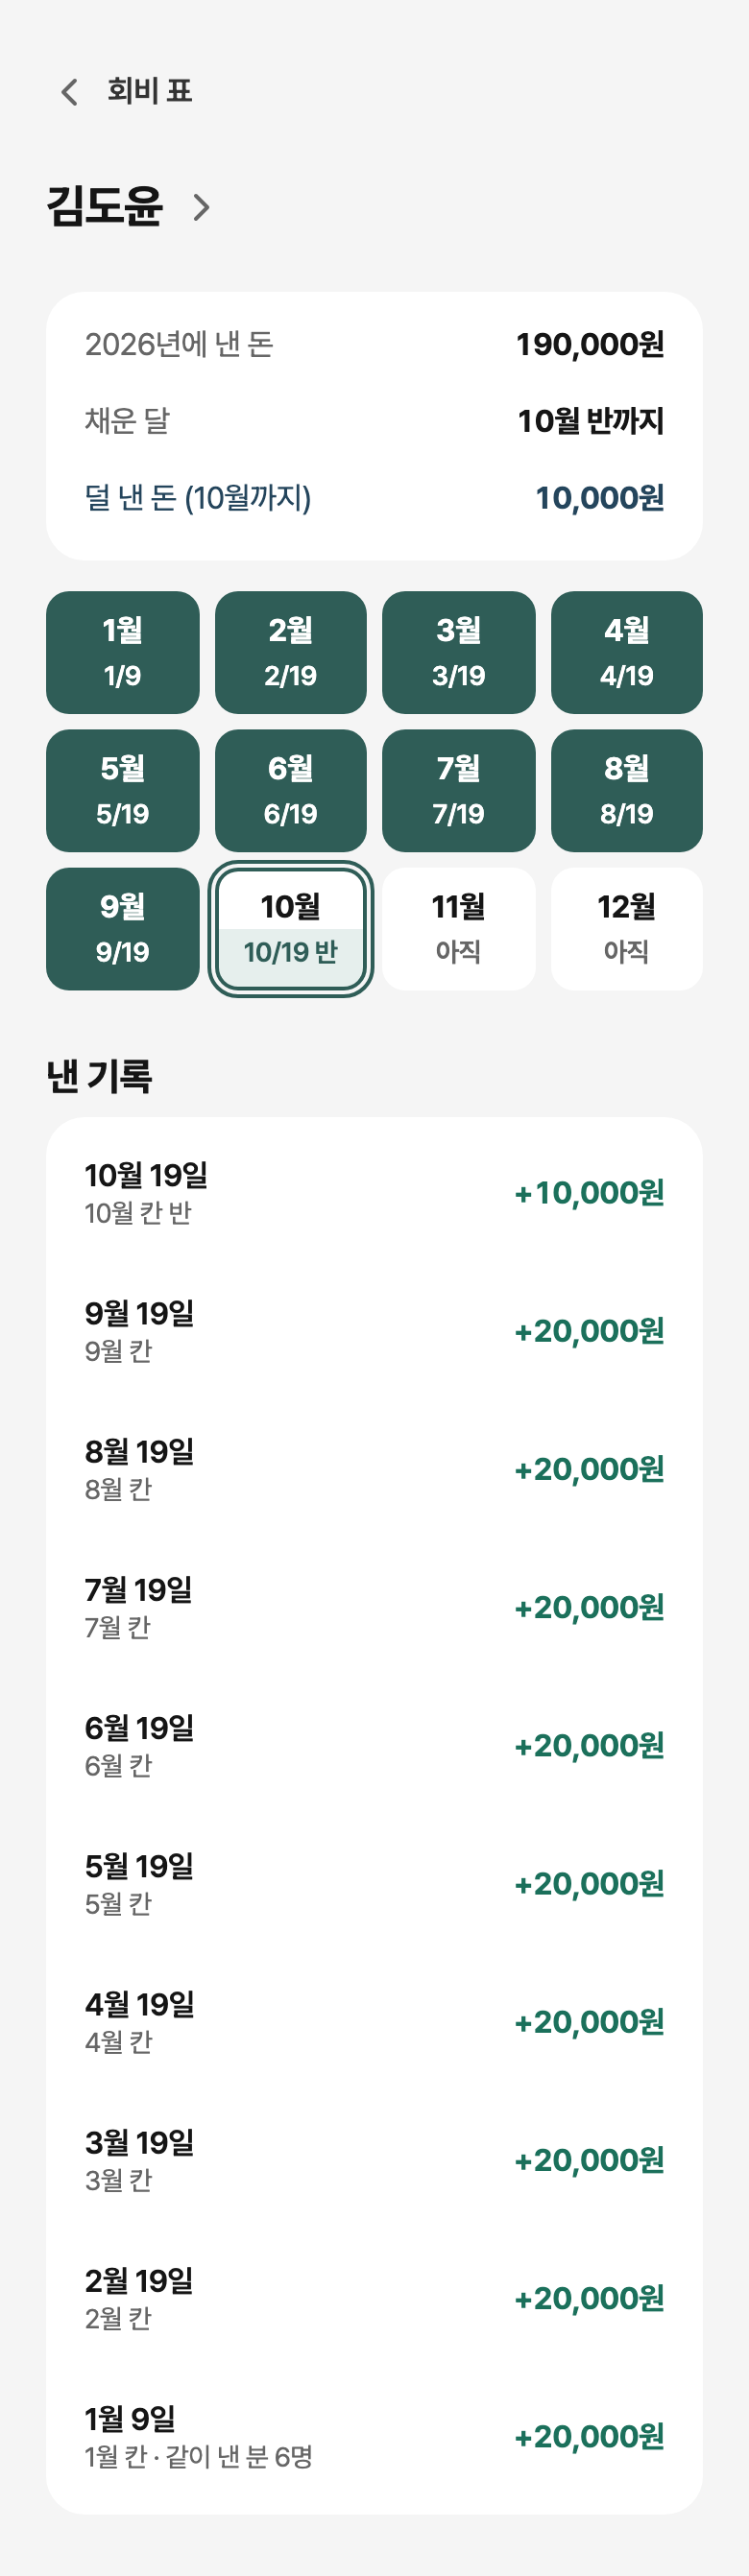 회비 표
김도윤
2026년에 낸 돈 190,000원
채운 달 10월 반까지
덜 낸 돈 (10월까지) 10,000원
1월 2월 3월 4월
1/9 2/19 3/19 4/19
5월 6월 7월 8월
5/19 6/19 7/19 8/19
9월 10월 11월 12월
9/19 10/19 반 아직 아직
낸 기록
10월 19일
10월 칸 반
+10,000원
9월 19일
9월 칸
+20,000원
8월 19일
8월 칸
+20,000원
7월 19일
7월 칸
+20,000원
6월 19일
6월 칸
+20,000원
5월 19일
5월 칸
+20,000원
4월 19일
4월 칸
+20,000원
3월 19일
3월 칸
+20,000원
2월 19일
2월 칸
+20,000원
1월 9일
1월 칸 · 같이 낸 분 6명
+20,000원